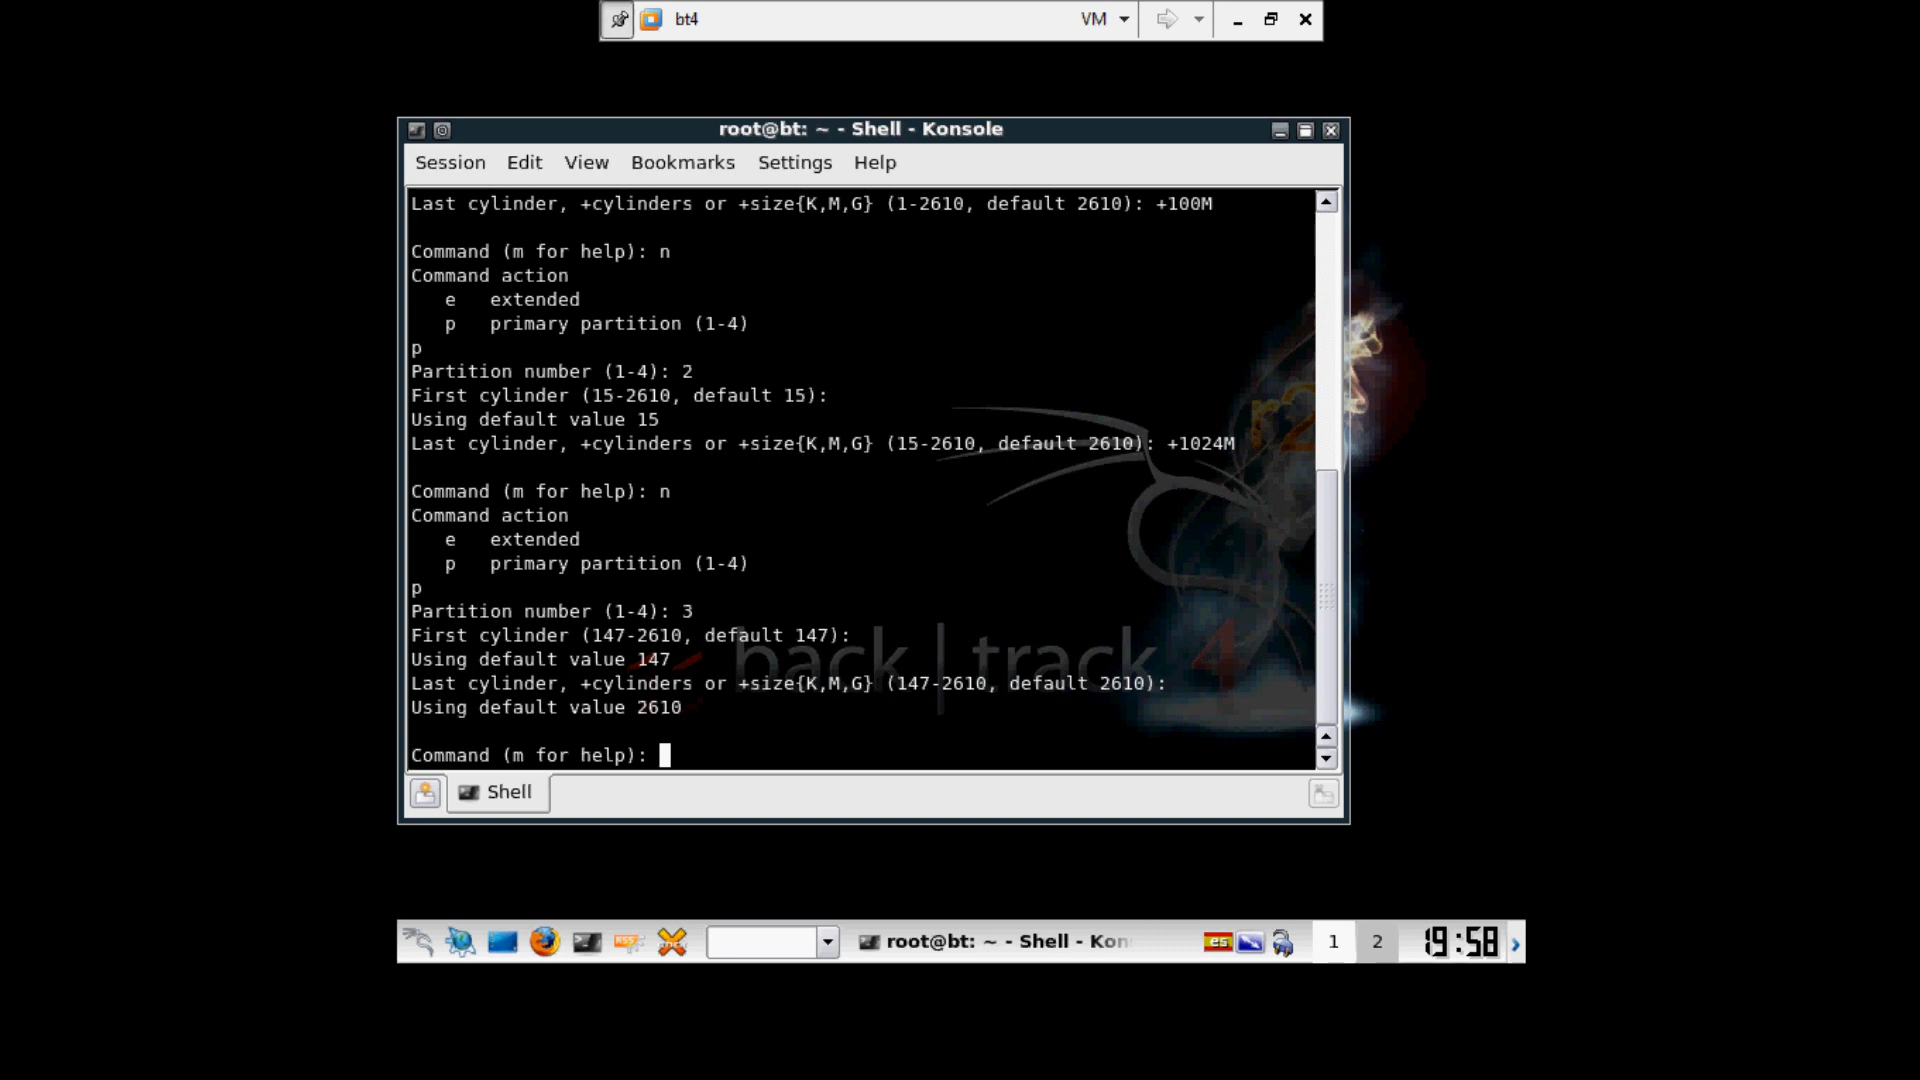 bt4 VM
root@bt: ~ - Shell - Konsole
Session Edit View Bookmarks Settings Help
Last cylinder, +cylinders or +size{K,M,G} (1-2610, default 2610): +100M
Command (m for help): n
Command action
e extended
p primary partition (1-4)
p
Partition number (1-4): 2
First cylinder (15-2610, default 15):
Using default value 15
Last cylinder, +cylinders or +size{K,M,G} (15-2610, default 2610): +1024M
Command (m for help): n
Command action
e extended
p primary partition (1-4)
p
Partition number (1-4): 3
First cylinder (147-2610, default 147):
Using default value 147
Last cylinder, +cylinders or +size{K,M,G} (147-2610, default 2610):
Using default value 2610
Command (m for help):
back|track 4
Shell
root@bt: ~ - Shell - Kon es 1 2 19:58